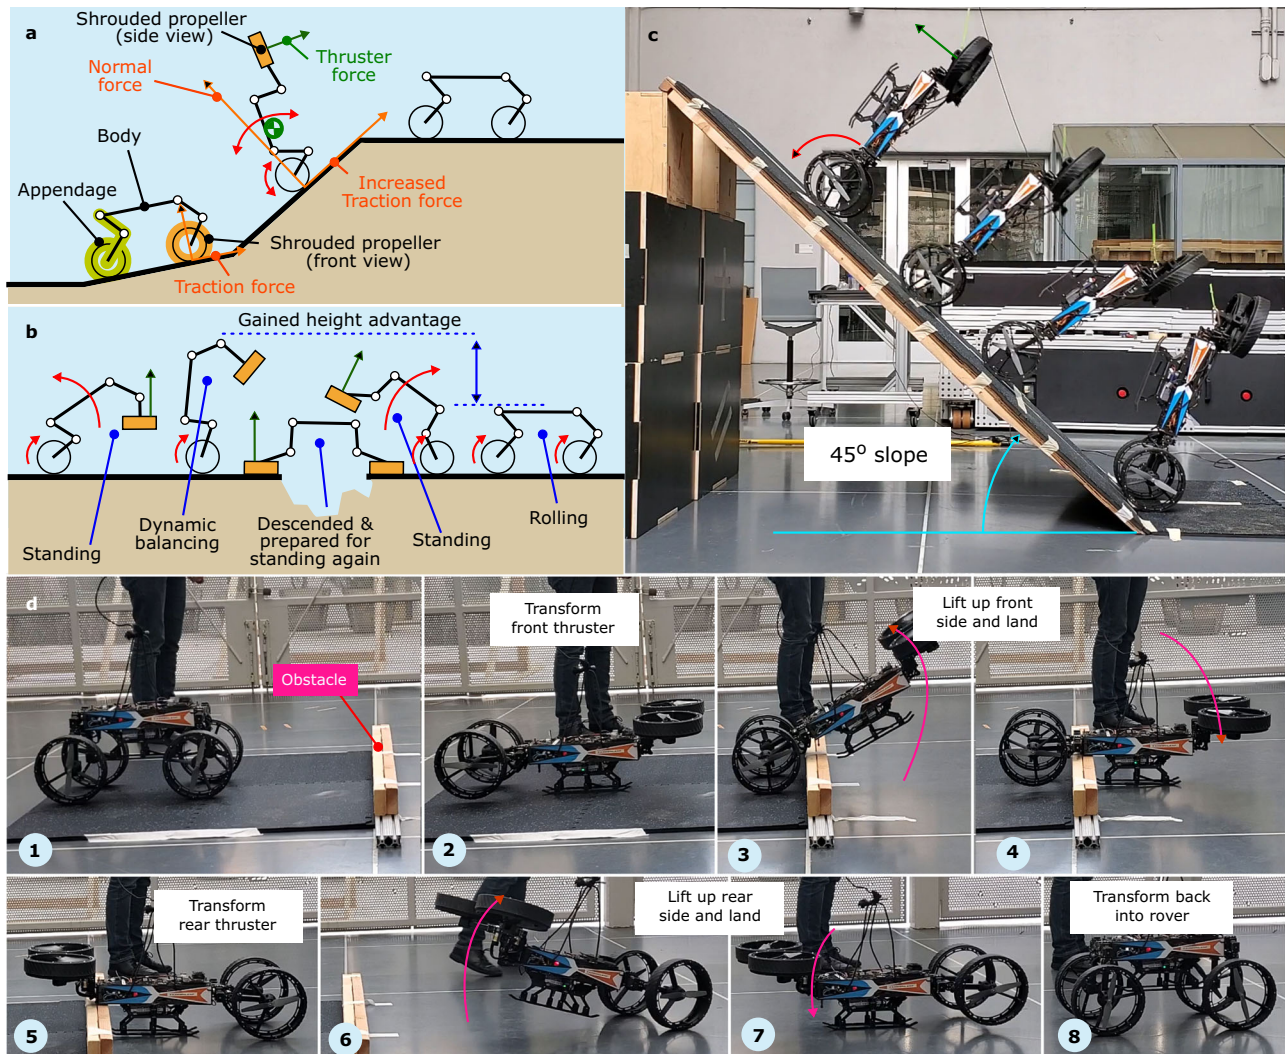 a
Shrouded propeller
(side view)
Thruster
force
Normal
force
Body
Appendage
Increased
Traction force
Shrouded propeller
(front view)
Traction force
b
Gained height advantage
Standing
Dynamic
balancing
Descended &
prepared for
standing again
Standing
Rolling
c
45° slope
d
Obstacle
1
Transform
front thruster
2
Lift up front
side and land
3
4
Transform
rear thruster
5
Lift up rear
side and land
6
7
Transform back
into rover
8